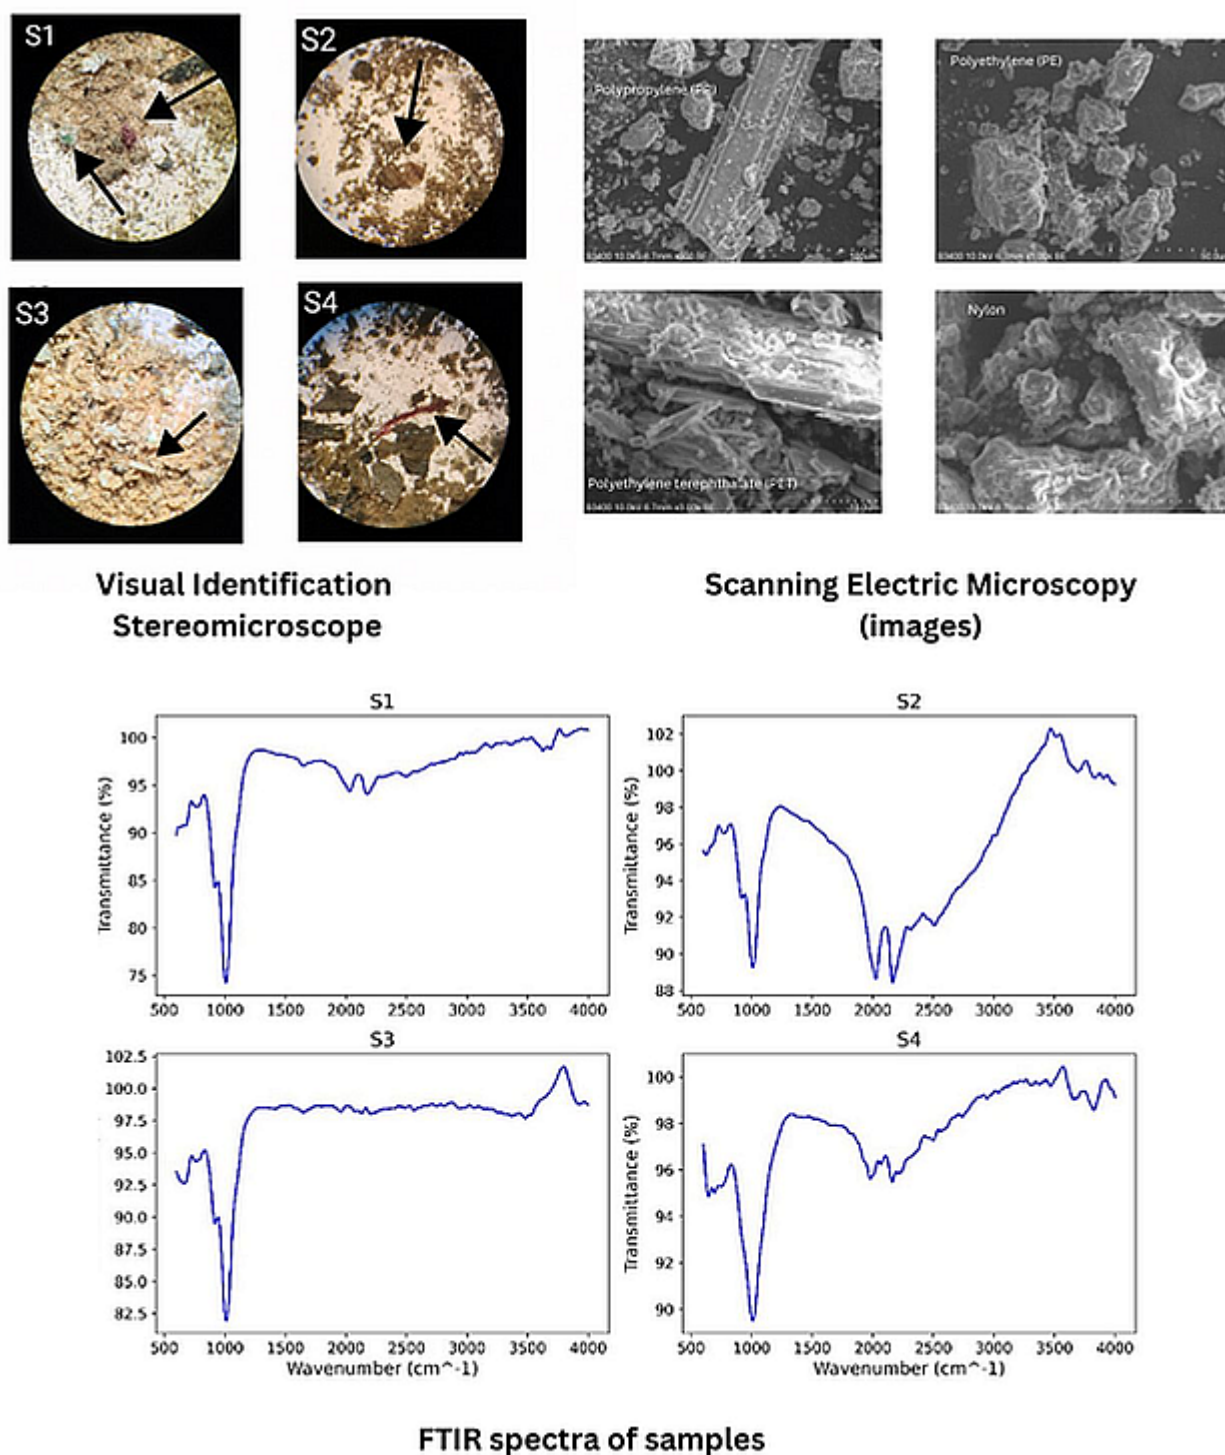 S1
S2
S3
S4
Polypropylene (PP)
Polyethylene (PE)
Polyethylene terephthalate (PET)
Nylon
Visual Identification
Stereomicroscope
Scanning Electric Microscopy
(images)
S1
Transmittance (%)
100
95
90
85
80
75
500 1000 1500 2000 2500 3000 3500 4000
S2
Transmittance (%)
102
100
98
96
94
92
90
88
500 1000 1500 2000 2500 3000 3500 4000
S3
102.5
100.0
97.5
95.0
92.5
90.0
87.5
85.0
82.5
500 1000 1500 2000 2500 3000 3500 4000
Wavenumber (cm^-1)
S4
Transmittance (%)
100
98
96
94
92
90
500 1000 1500 2000 2500 3000 3500 4000
Wavenumber (cm^-1)
FTIR spectra of samples